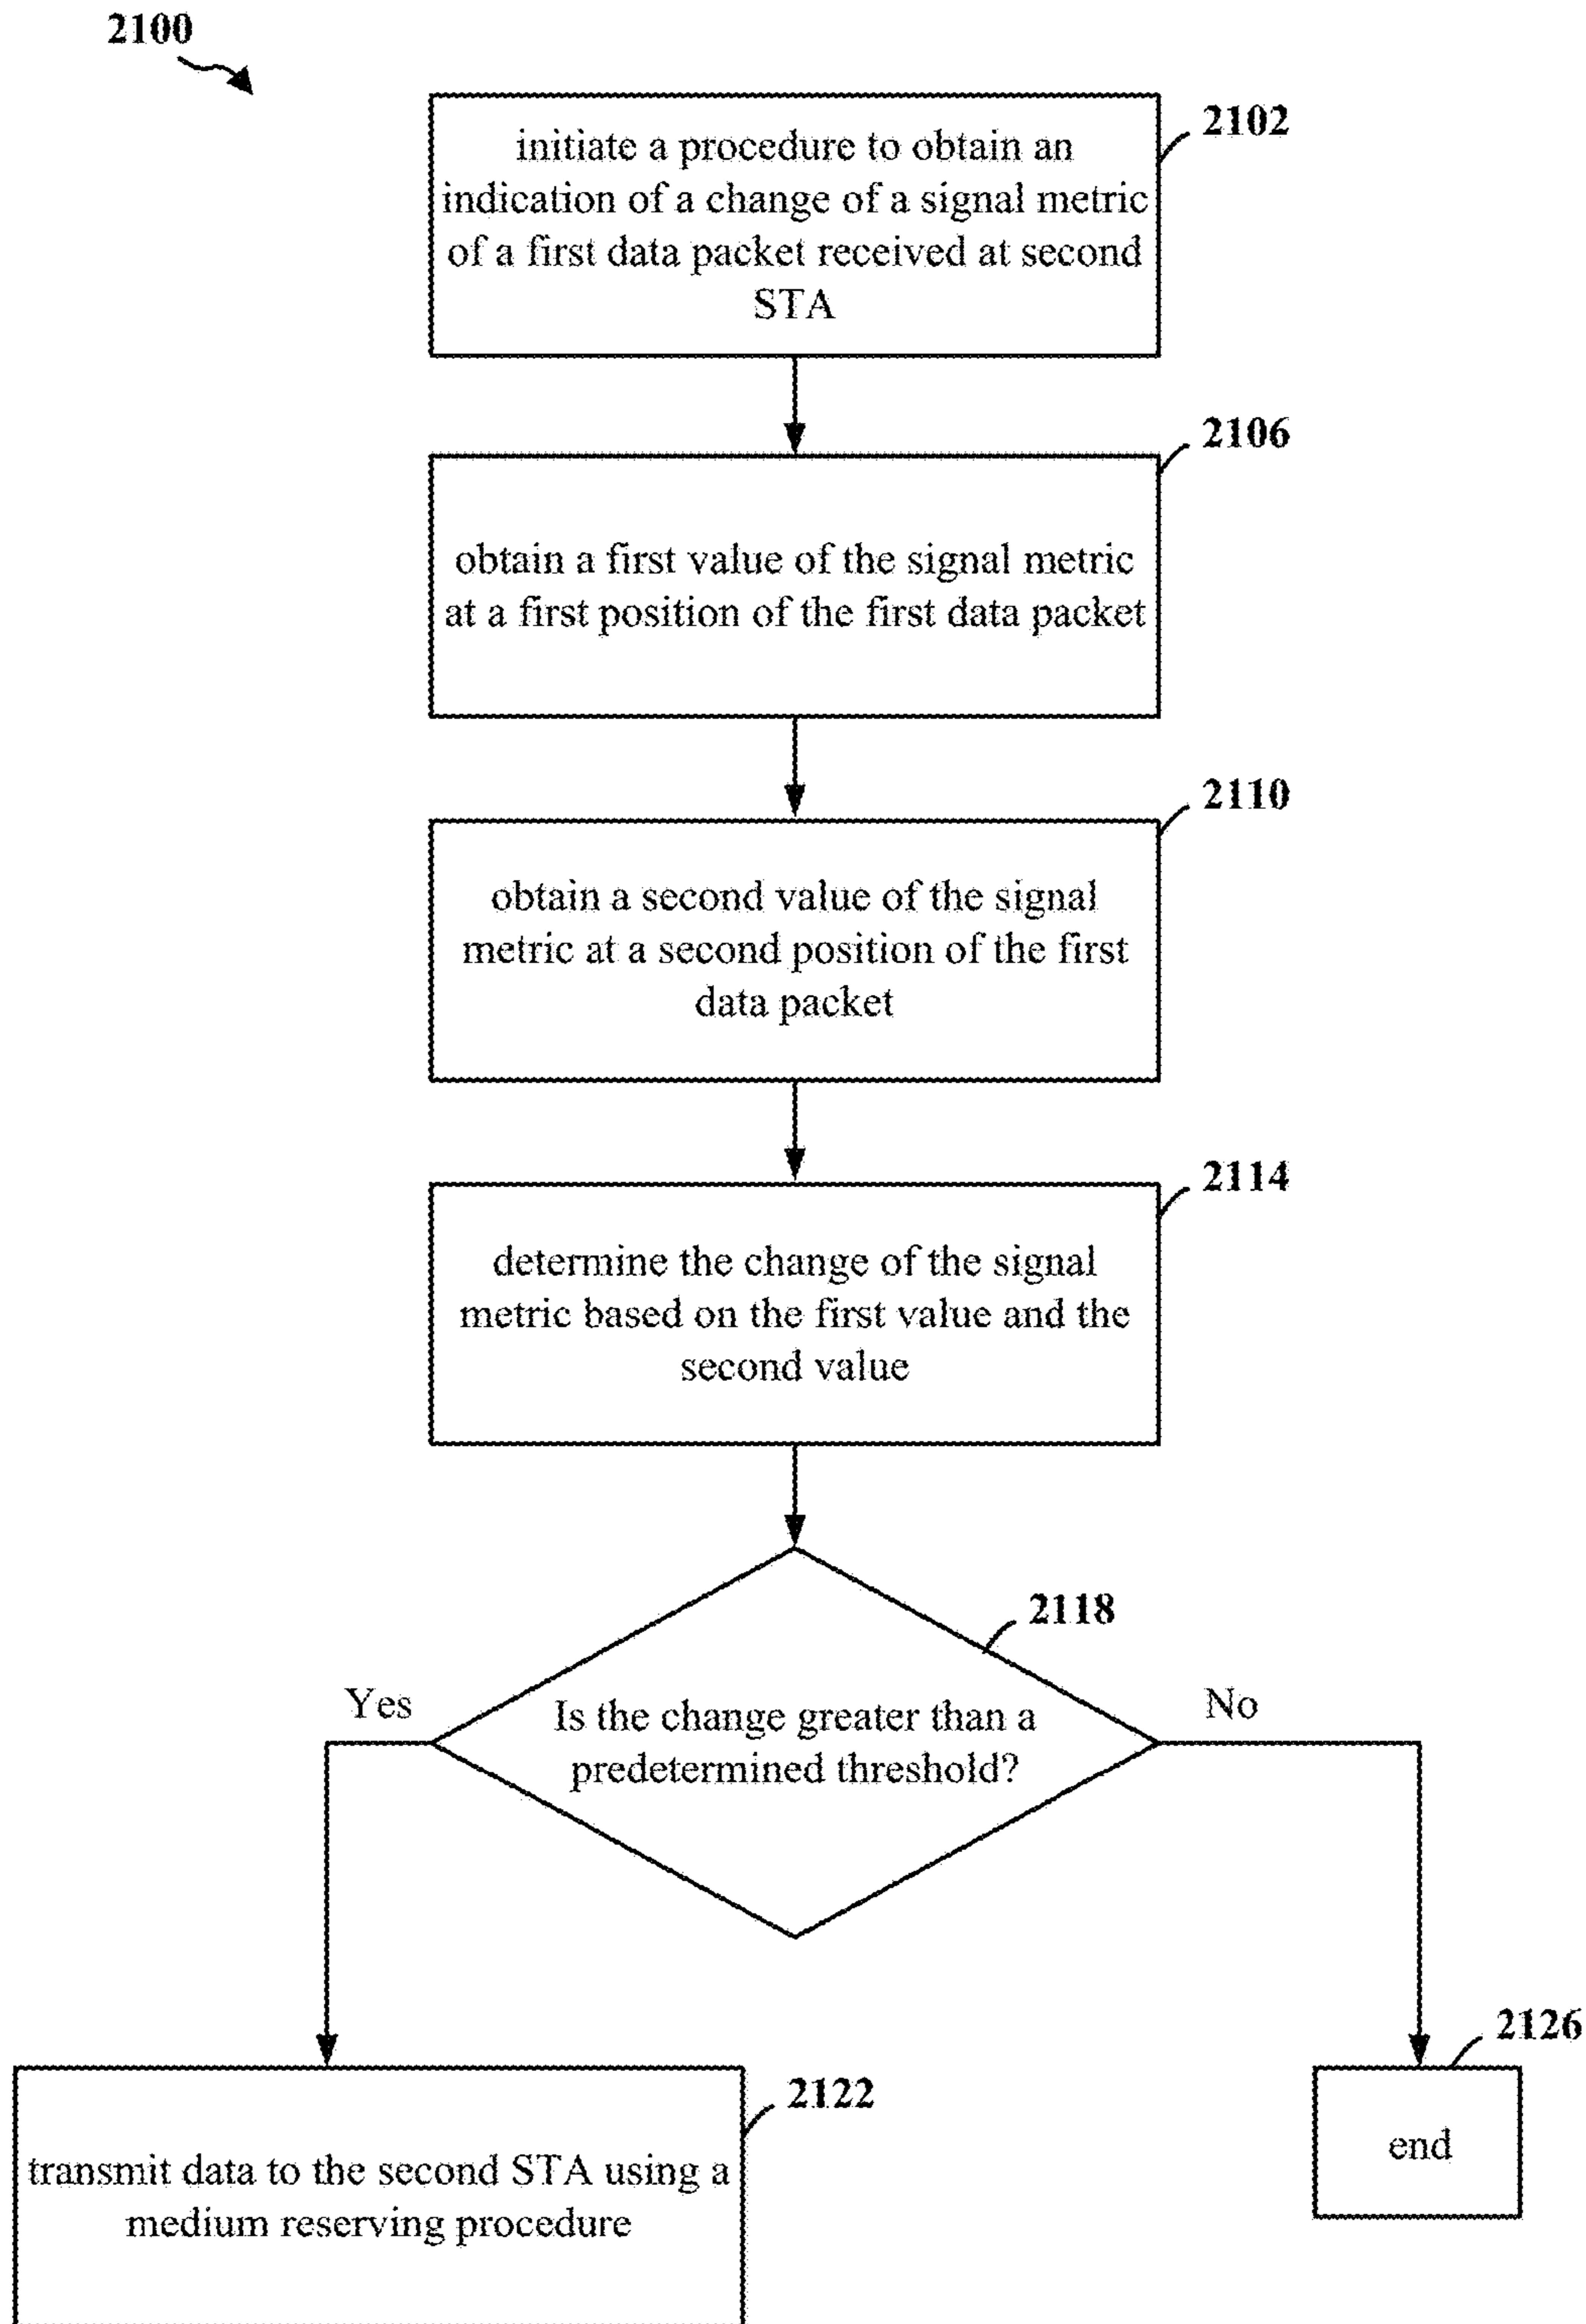 2100
2102
initiate a procedure to obtain an
indication of a change of a signal metric
of a first data packet received at second
STA
2106
obtain a first value of the signal metric
at a first position of the first data packet
2110
obtain a second value of the signal
metric at a second position of the first
data packet
2114
determine the change of the signal
metric based on the first value and the
second value
2118
Yes
No
Is the change greater than a
predetermined threshold?
2122
transmit data to the second STA using a
medium reserving procedure
2126
end